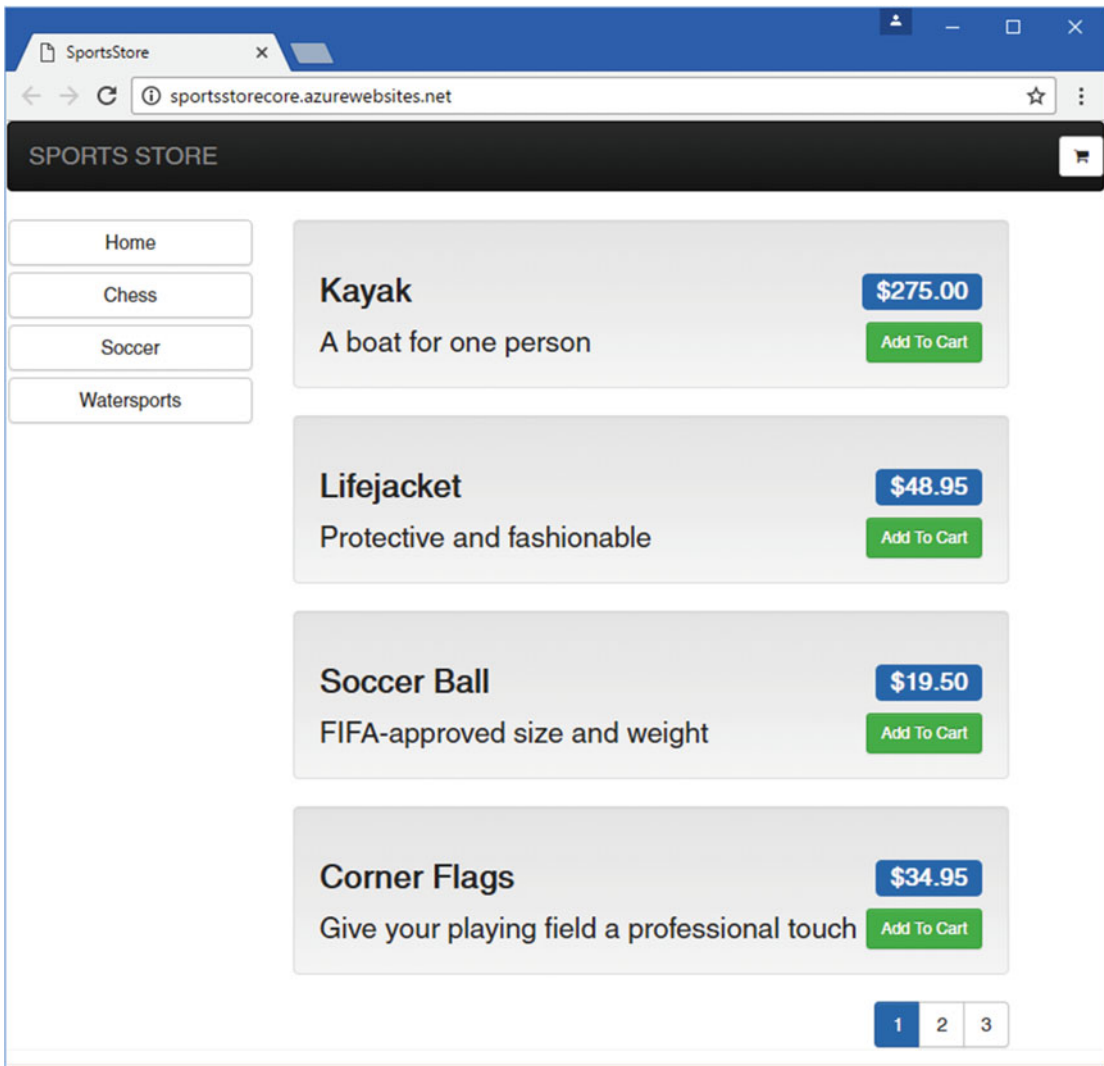 SportsStore
sportsstorecore.azurewebsites.net
SPORTS STORE
Home
Chess
Soccer
Watersports
Kayak
$275.00
A boat for one person
Add To Cart
Lifejacket
$48.95
Protective and fashionable
Add To Cart
Soccer Ball
$19.50
FIFA-approved size and weight
Add To Cart
Corner Flags
$34.95
Give your playing field a professional touch
Add To Cart
1 2 3